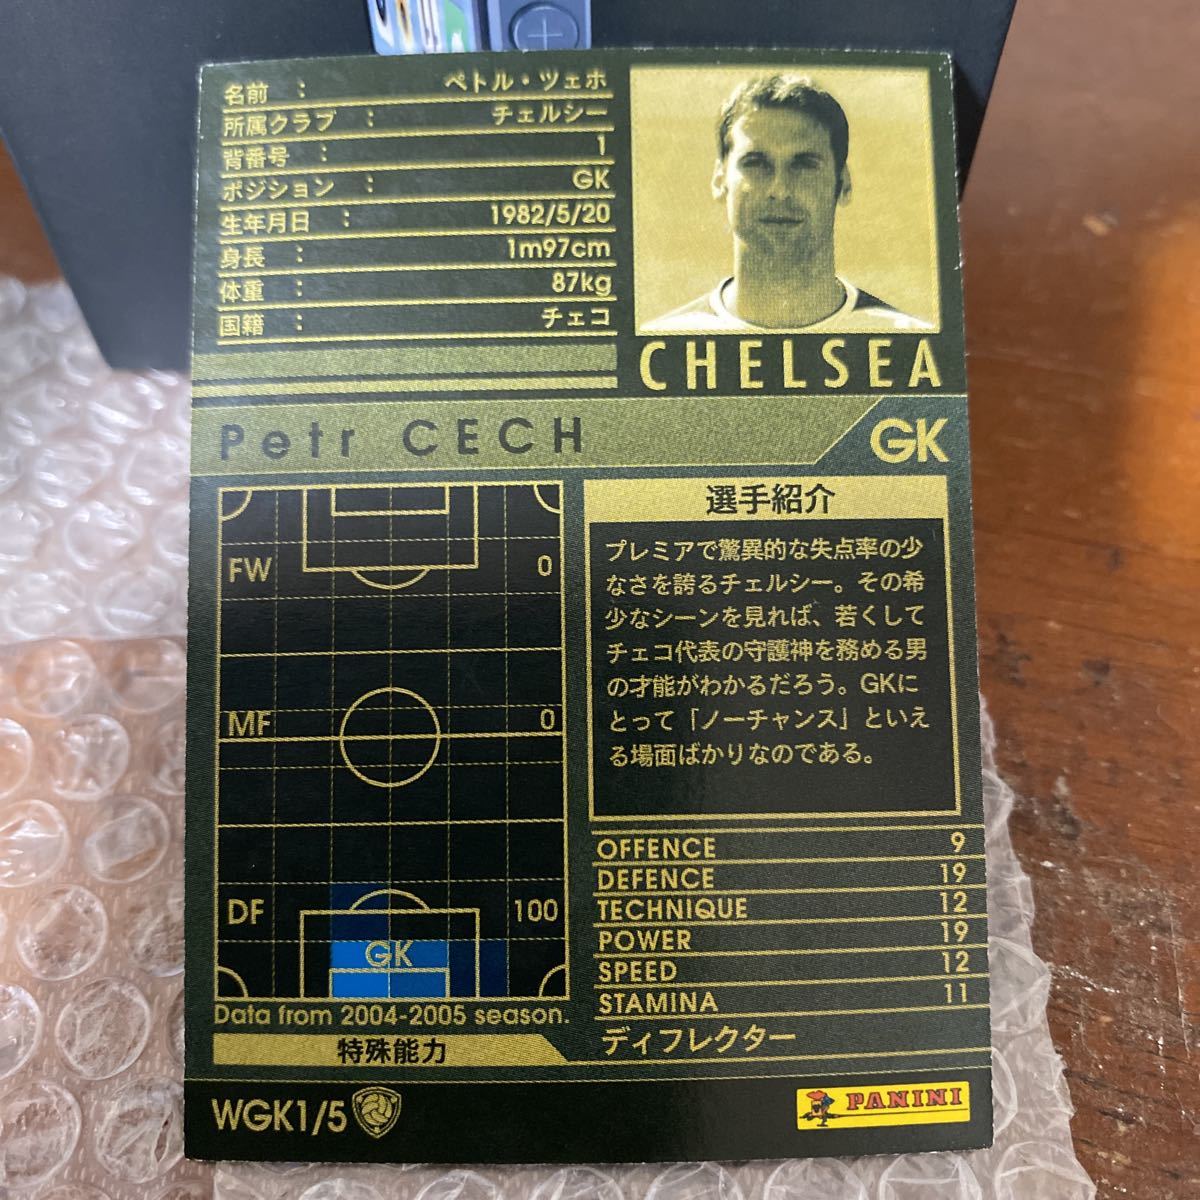 名前 : ペトル・ツェホ
所属クラブ : チェルシー
背番号 : 1
ポジション : GK
生年月日 : 1982/5/20
身長 : 1m97cm
体重 : 87kg
国籍 : チェコ
CHELSEA
Petr CECH
GK
FW 0
MF 0
DF 100
GK
Data from 2004-2005 season.
選手紹介
プレミアで驚異的な失点率の少
なさを誇るチェルシー。その希
少なシーンを見れば、若くして
チェコ代表の守護神を務める男
の才能がわかるだろう。GKに
とって「ノーチャンス」といえ
る場面ばかりなのである。
OFFENCE 9
DEFENCE 19
TECHNIQUE 12
POWER 19
SPEED 12
STAMINA 11
特殊能力 ディフレクター
WGK1/5
PANINI